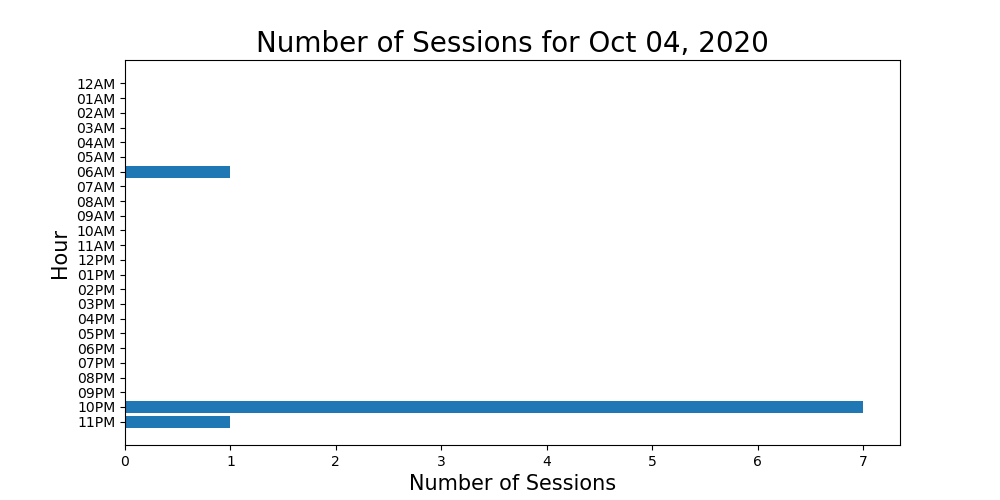 Number of Sessions for Oct 04, 2020
12AM
01AM
02AM
03AM
04AM
05AM
06AM
07AM
08AM
09AM
10AM
11AM
12PM
01PM
02PM
03PM
04PM
05PM
06PM
07PM
08PM
09PM
10PM
11PM
Hour
0 1 2 3 4 5 6 7
Number of Sessions